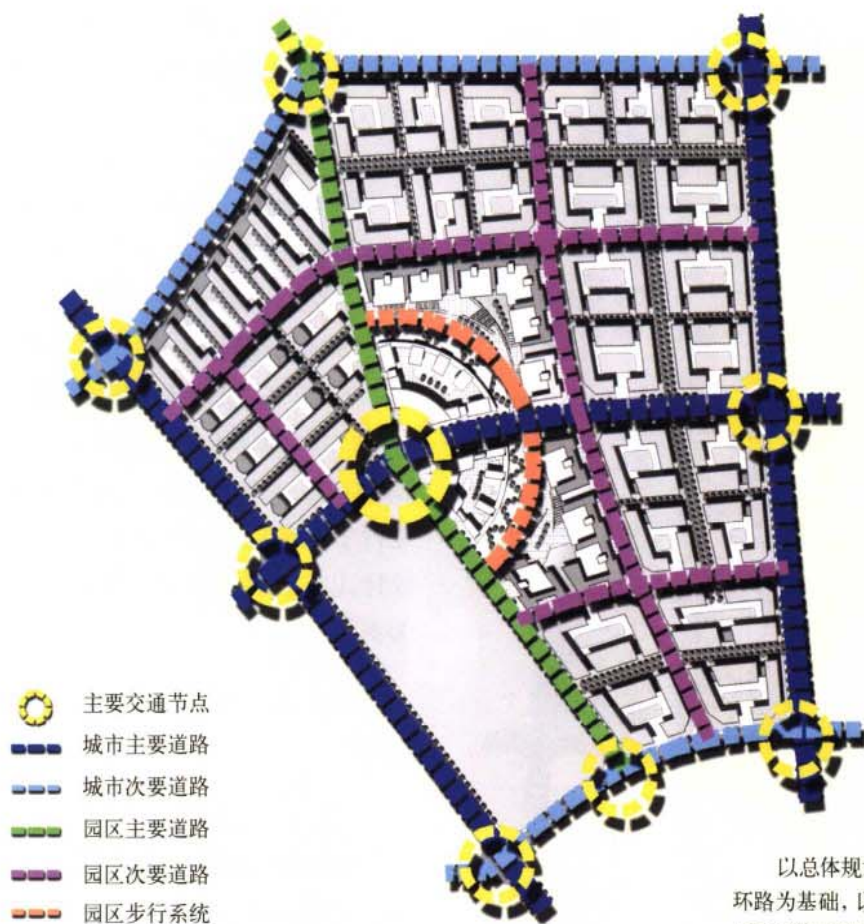 主要交通节点
城市主要道路
城市次要道路
园区主要道路
园区次要道路
园区步行系统
以总体规
环路为基础，